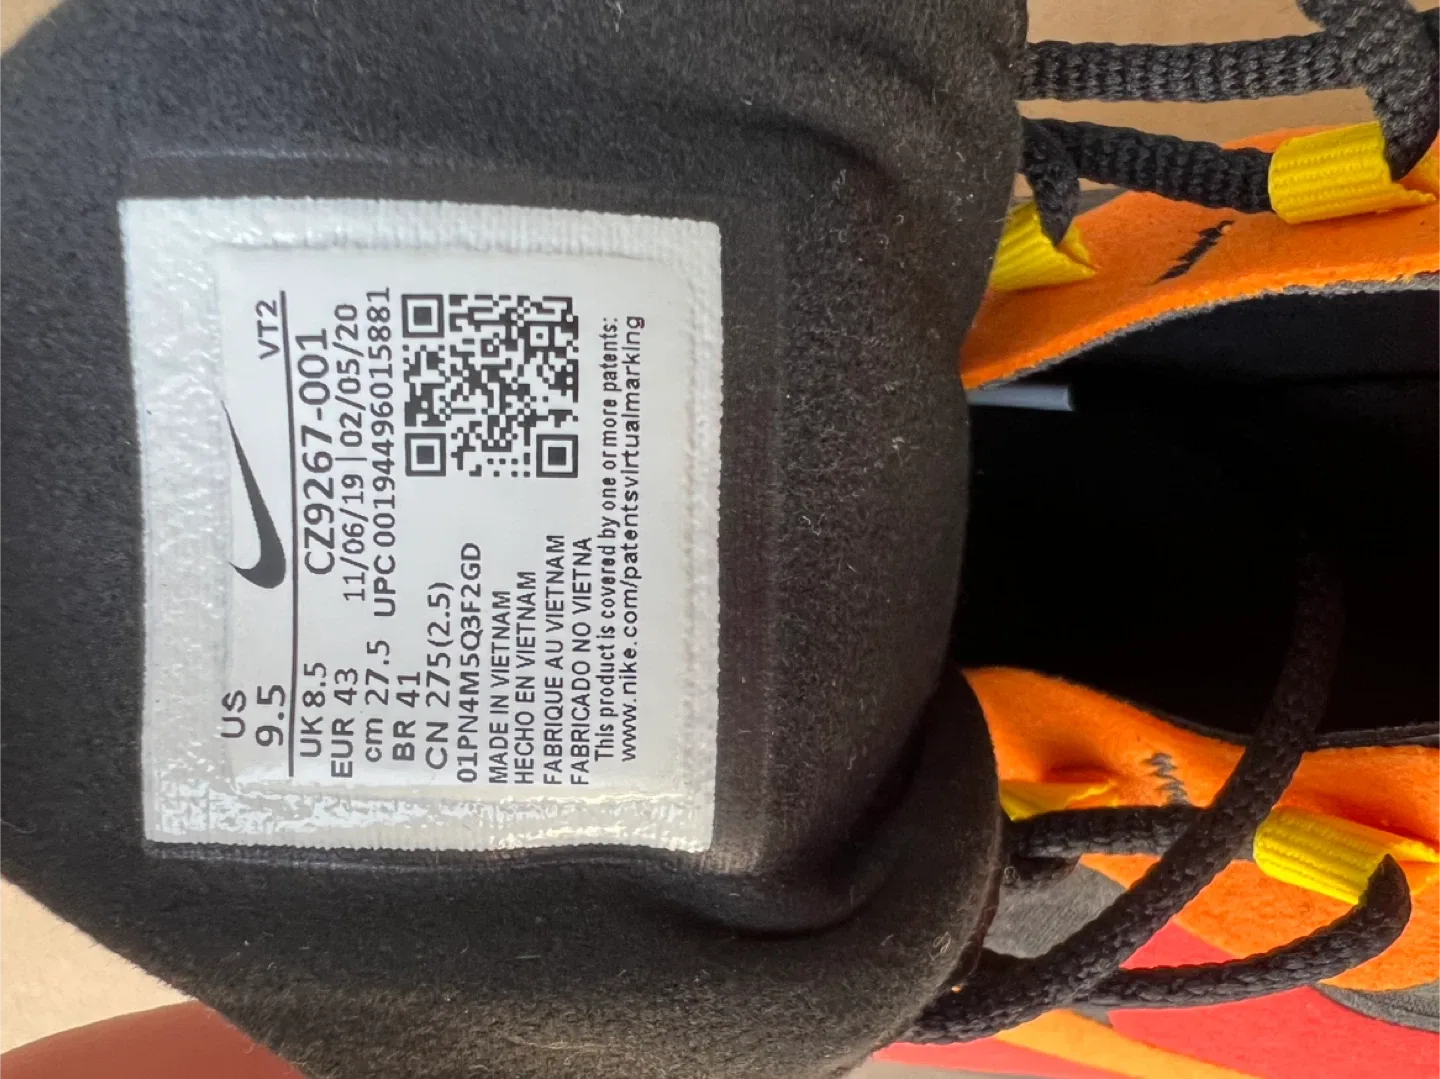 US
9.5
VT2
UK 8.5
CZ9267-001
EUR 43
11/06/19 | 02/05/20
cm 27.5
UPC 00194496015881
BR 41
CN 275(2.5)
01PN4M5Q3F2GD
MADE IN VIETNAM
HECHO EN VIETNAM
FABRIQUE AU VIETNAM
FABRICADO NO VIETNA
This product is covered by one or more patents:
www.nike.com/patentsvirtualmarking